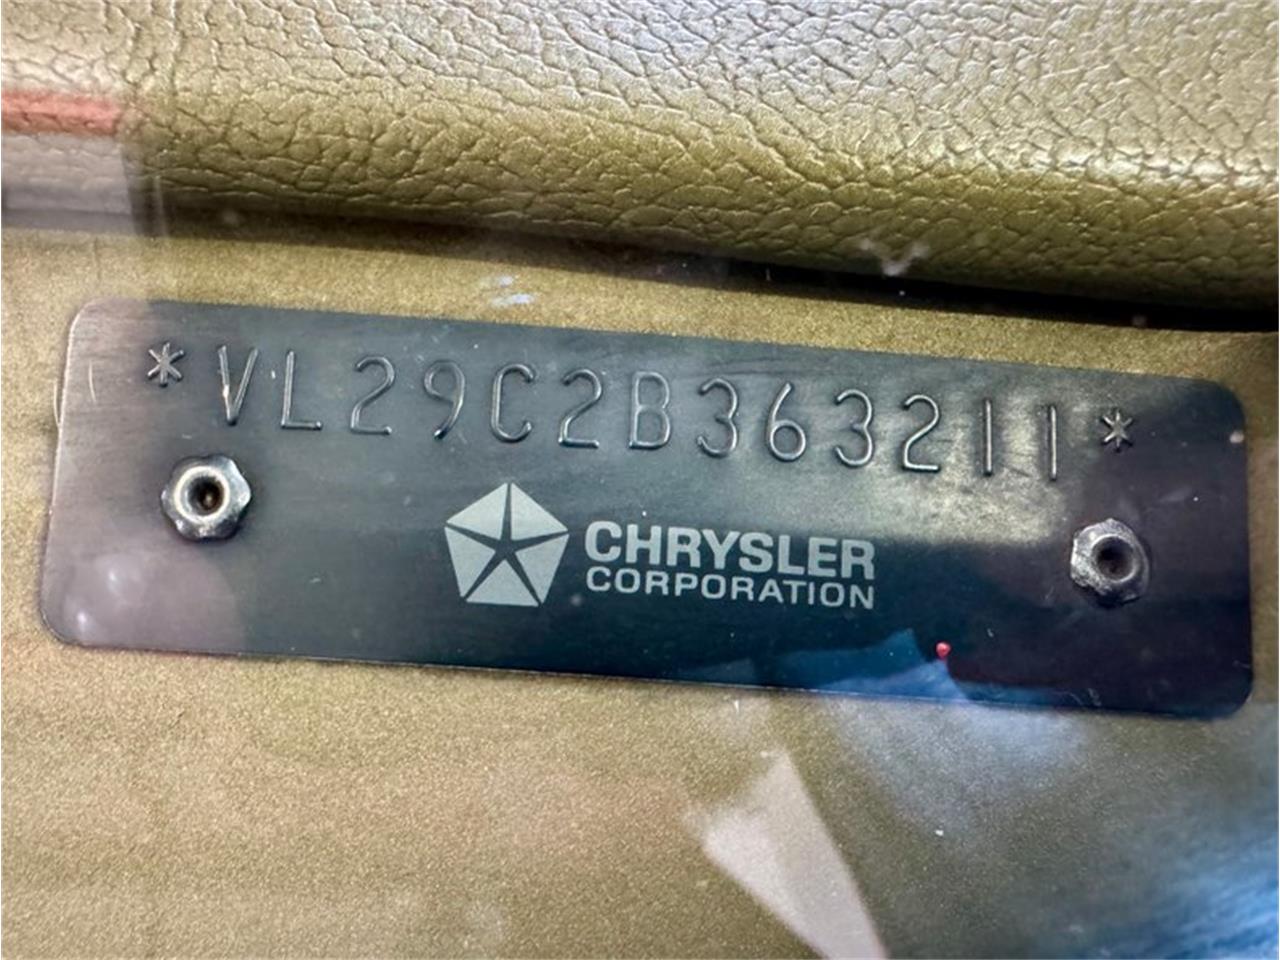 *VL29C2B363211*
CHRYSLER
CORPORATION